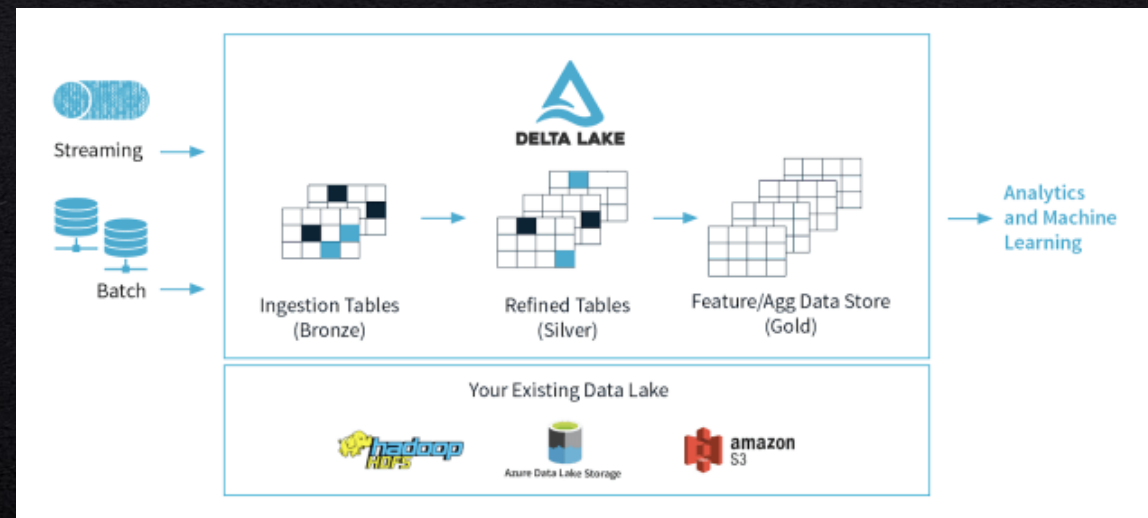 DELTA LAKE
Streaming
Batch
Ingestion Tables
(Bronze)
Refined Tables
(Silver)
Feature/Agg Data Store
(Gold)
Analytics
and Machine
Learning
Your Existing Data Lake
hadoop
HDFS
Azure Data Lake Storage
amazon
S3